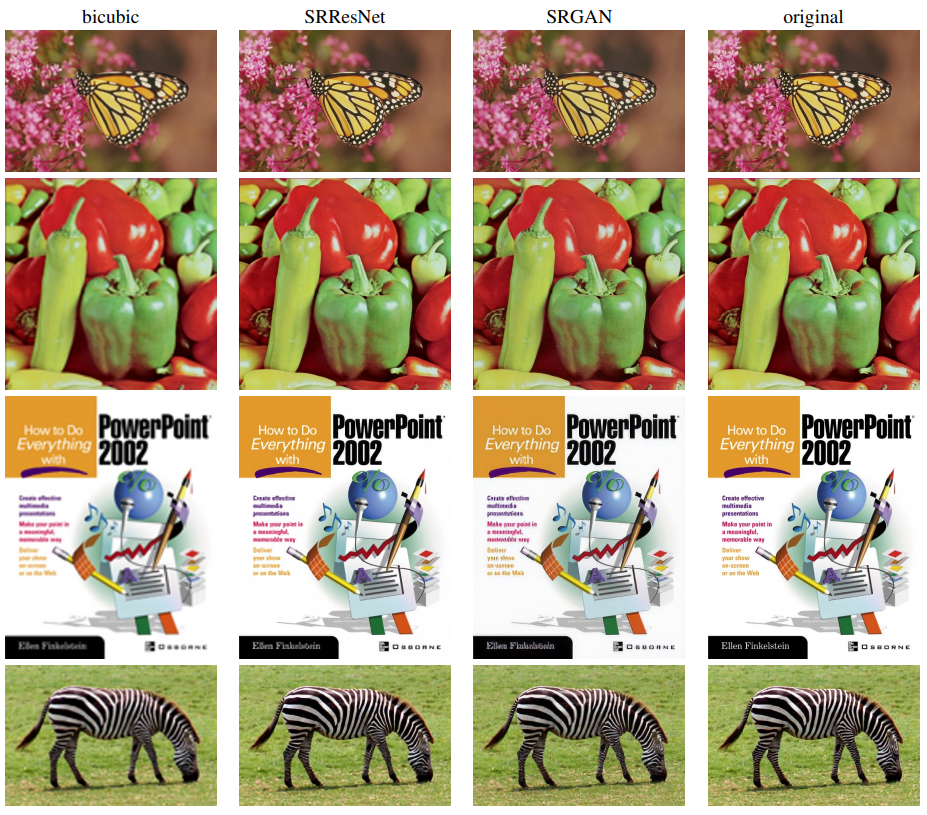 bicubic SRResNet SRGAN original
How to Do
Everything
with
PowerPoint
2002
Create effective
multimedia
presentations
Make your point in
a meaningful,
memorable way
Deliver
your show
on-screen
or on the Web
Ellen Finkelstein
OSBORNE
How to Do
Everything
with
PowerPoint
2002
Create effective
multimedia
presentations
Make your point in
a meaningful,
memorable way
Deliver
your show
on-screen
or on the Web
Ellen Finkelstein
OSBORNE
How to Do
Everything
with
PowerPoint
2002
Create effective
multimedia
presentations
Make your point in
a meaningful,
memorable way
Deliver
your show
on-screen
or on the Web
Ellen Finkelstein
OSBORNE
How to Do
Everything
with
PowerPoint
2002
Create effective
multimedia
presentations
Make your point in
a meaningful,
memorable way
Deliver
your show
on-screen
or on the Web
Ellen Finkelstein
OSBORNE